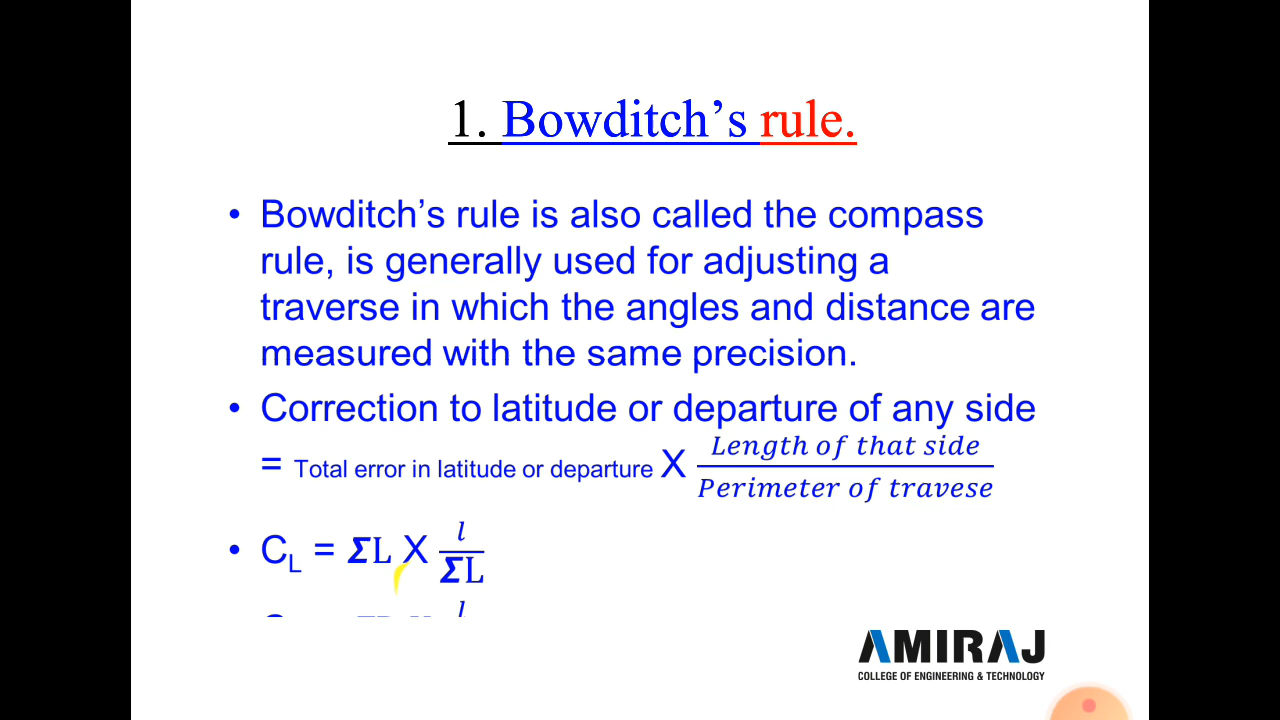 1. Bowditch’s rule.
• Bowditch’s rule is also called the compass
rule, is generally used for adjusting a
traverse in which the angles and distance are
measured with the same precision.
• Correction to latitude or departure of any side
= Total error in latitude or departure X Length of that side / Perimeter of travese
• C_L = ΣL X l / ΣL
l
AMIRAJ
COLLEGE OF ENGINEERING & TECHNOLOGY